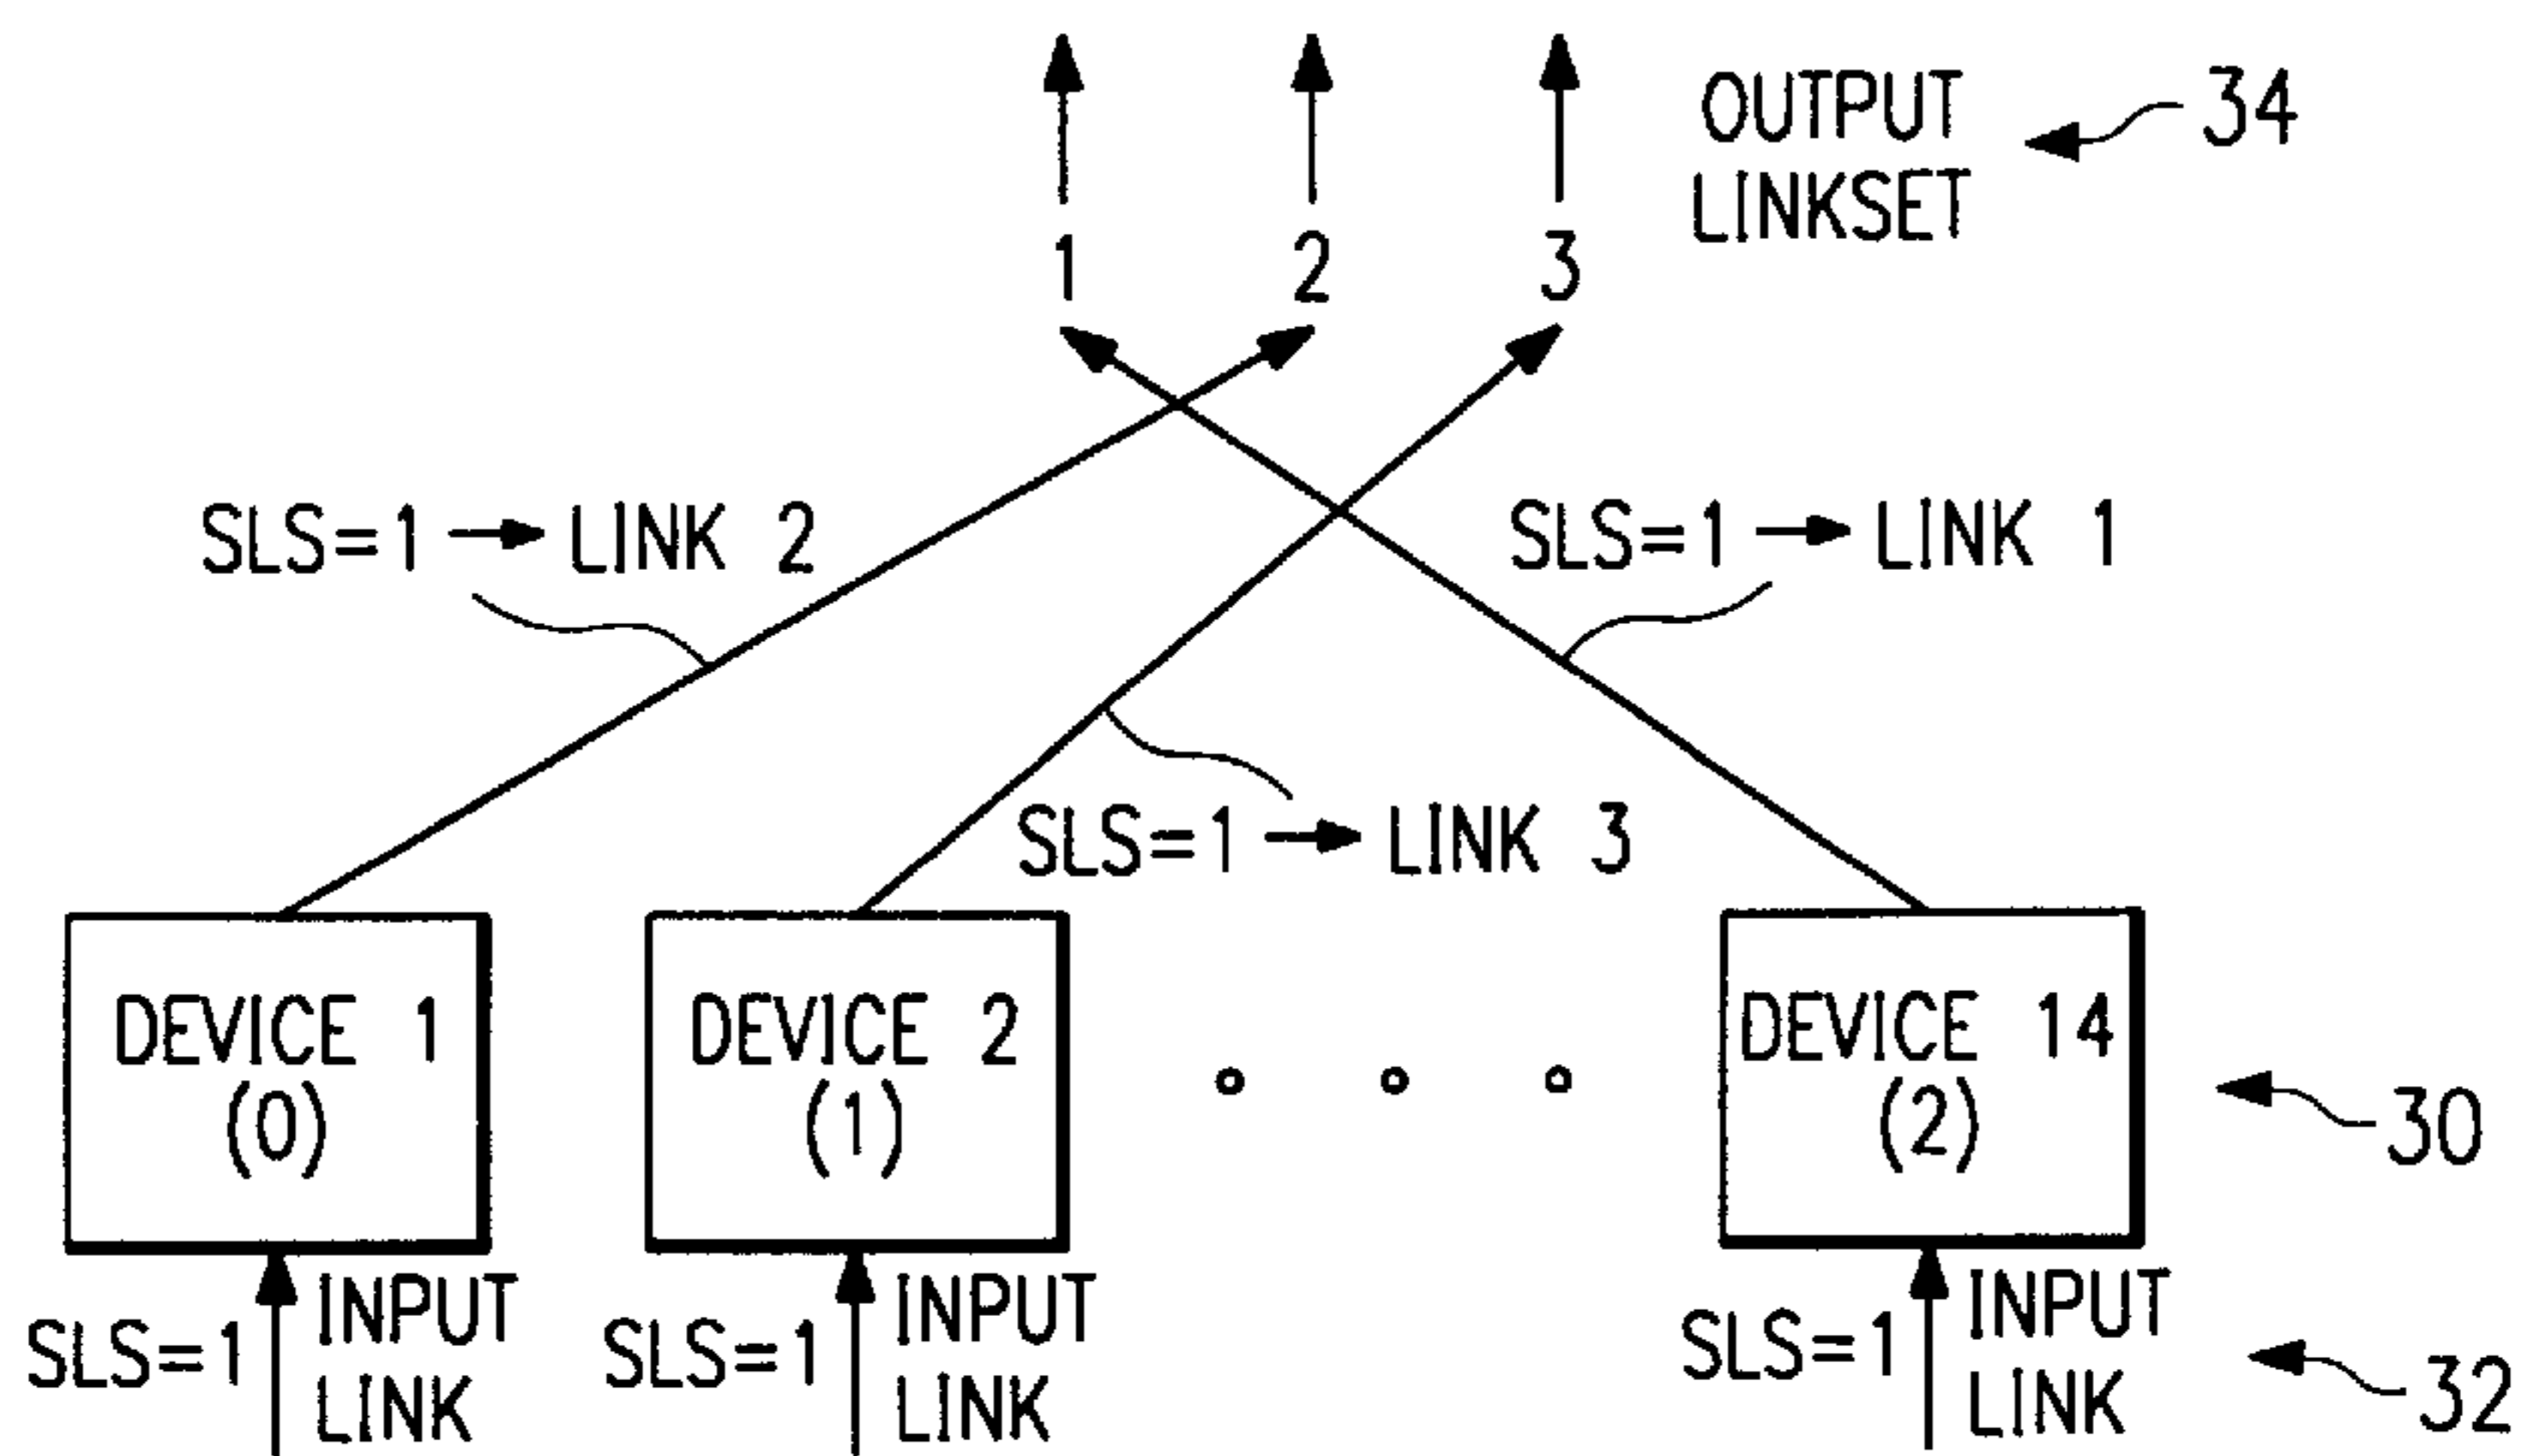 OUTPUT
LINKSET
34
1 2 3
SLS=1 → LINK 2
SLS=1 → LINK 1
SLS=1 → LINK 3
DEVICE 1
(0)
DEVICE 2
(1)
DEVICE 14
(2)
30
SLS=1
INPUT
LINK
SLS=1
INPUT
LINK
SLS=1
INPUT
LINK
32